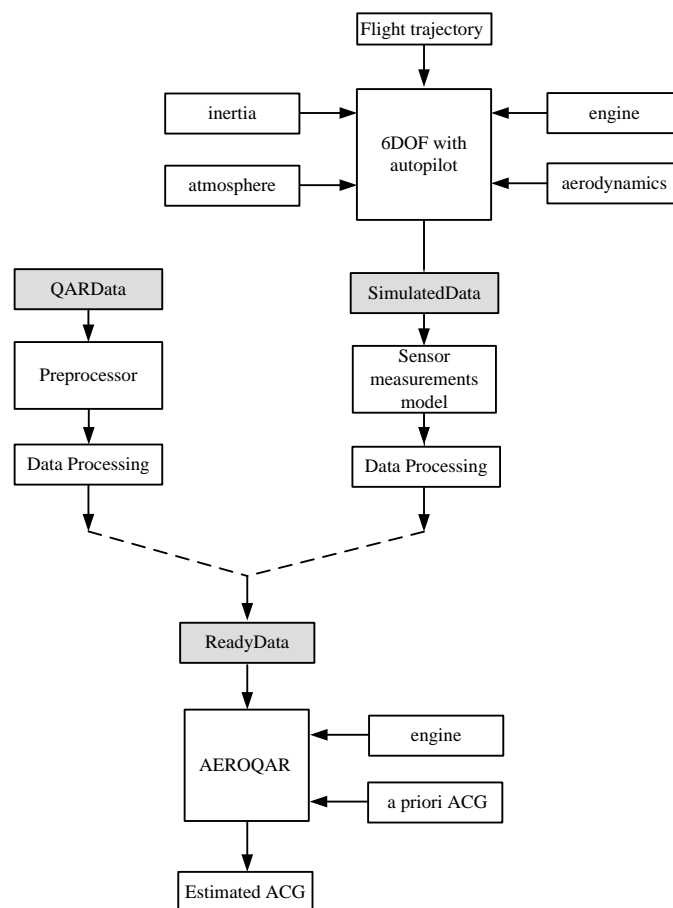 Flight trajectory
inertia
engine
6DOF with
autopilot
atmosphere
aerodynamics
QARData
SimulatedData
Preprocessor
Sensor
measurements
model
Data Processing
Data Processing
ReadyData
engine
AEROQAR
a priori ACG
Estimated ACG